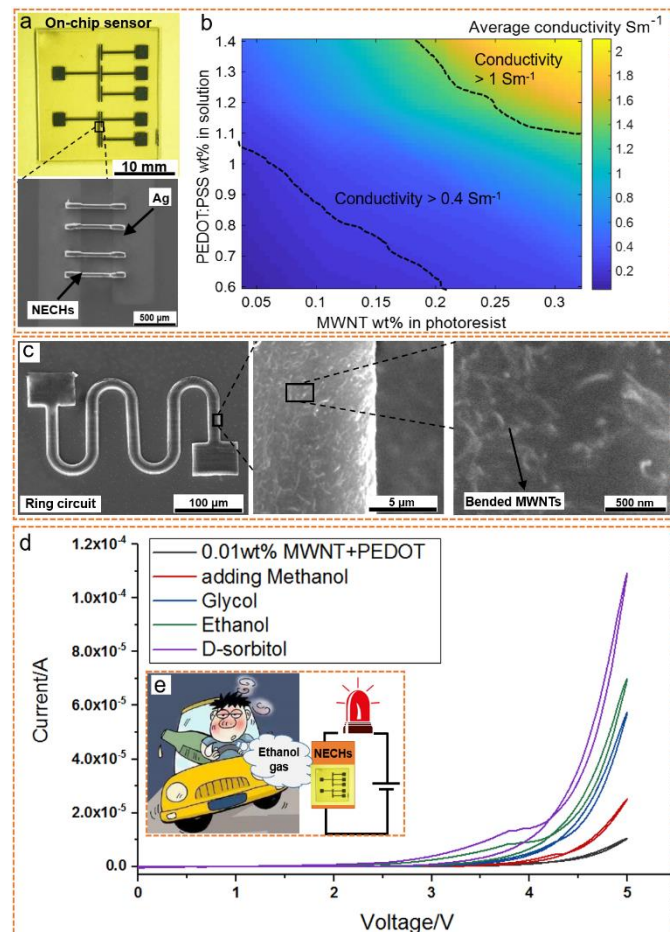 a
On-chip sensor
10 mm
Ag
NECHs
500 µm
b
Average conductivity Sm⁻¹
PEDOT:PSS wt% in solution
1.4
1.3
1.2
1.1
1
0.9
0.8
0.7
0.6
Conductivity
> 1 Sm⁻¹
Conductivity > 0.4 Sm⁻¹
0.05
0.1
0.15
0.2
0.25
0.3
MWNT wt% in photoresist
2
1.8
1.6
1.4
1.2
1
0.8
0.6
0.4
0.2
c
Ring circuit
100 µm
5 µm
Bended MWNTs
500 nm
d
Current/A
1.2x10⁻⁴
1.0x10⁻⁴
8.0x10⁻⁵
6.0x10⁻⁵
4.0x10⁻⁵
2.0x10⁻⁵
0.0
0.01wt% MWNT+PEDOT
adding Methanol
Glycol
Ethanol
D-sorbitol
e
Ethanol
gas
NECHs
0
1
2
3
4
5
Voltage/V